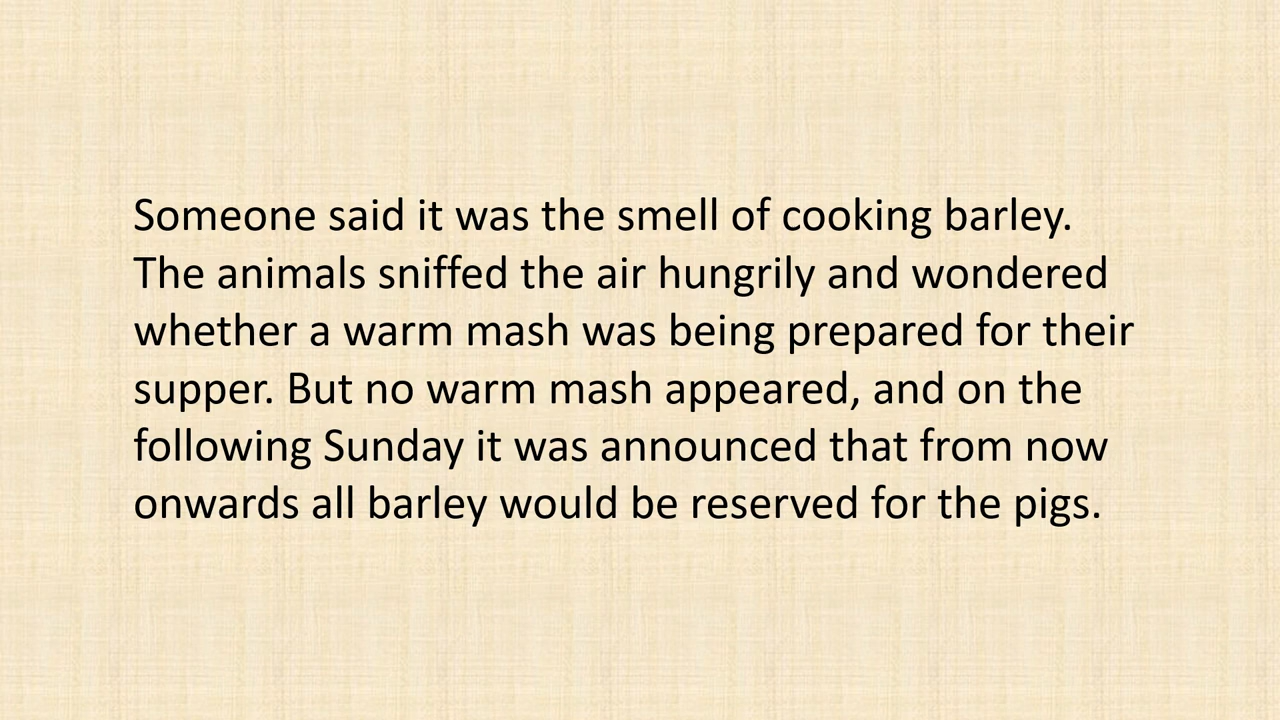 Someone said it was the smell of cooking barley.
The animals sniffed the air hungrily and wondered
whether a warm mash was being prepared for their
supper. But no warm mash appeared, and on the
following Sunday it was announced that from now
onwards all barley would be reserved for the pigs.